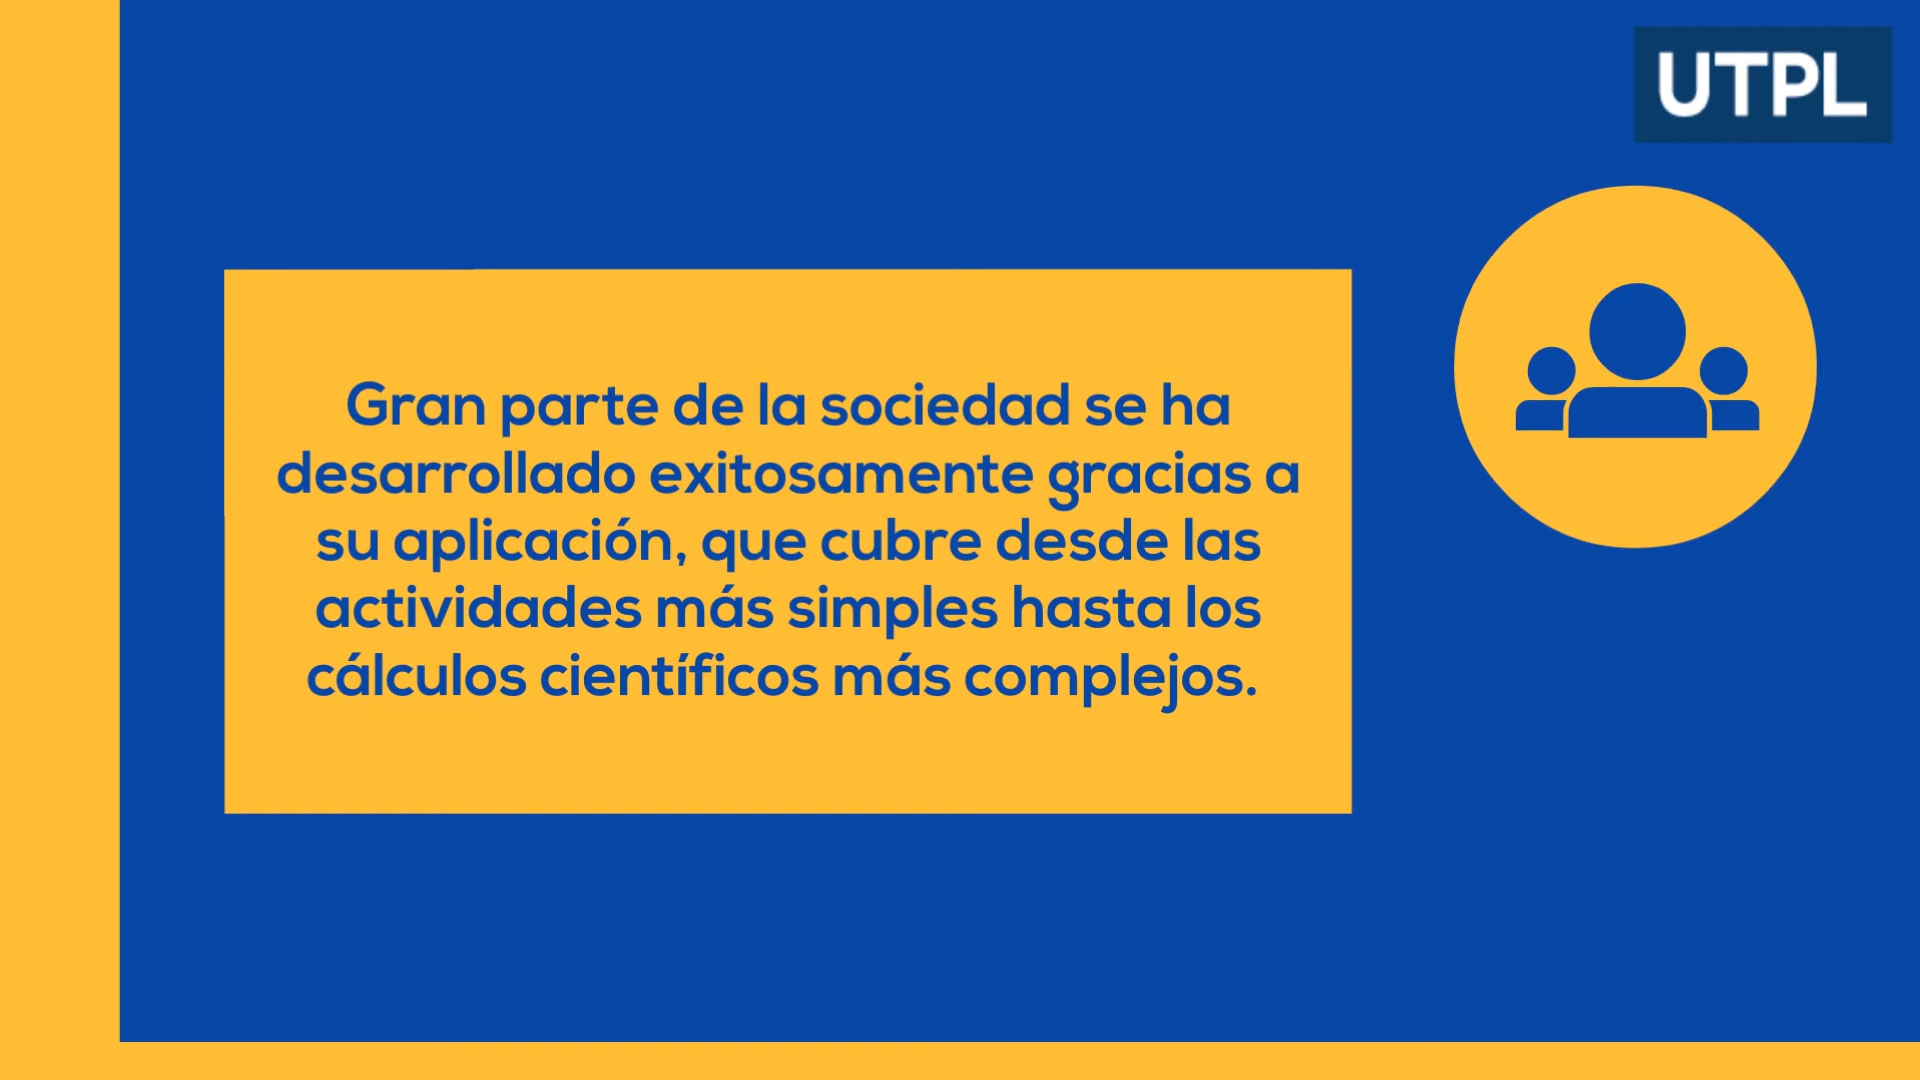 UTPL
Gran parte de la sociedad se ha
desarrollado exitosamente gracias a
su aplicación, que cubre desde las
actividades más simples hasta los
cálculos científicos más complejos.